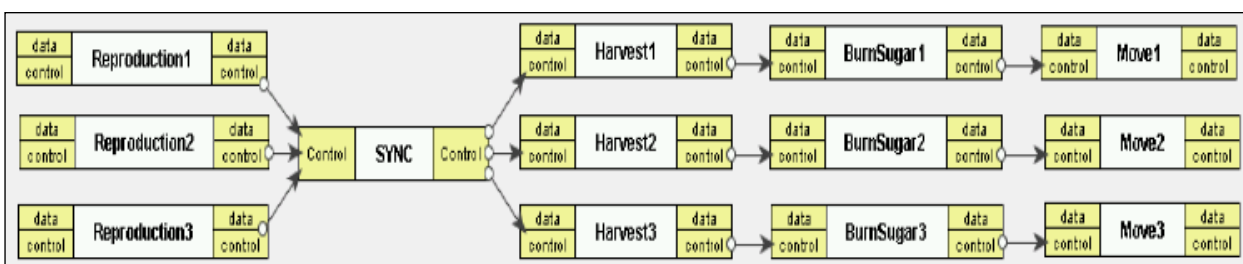 data Reproduction1 data
control control
data Harvest1 data
control control
data BurnSugar1 data
control control
data Move1 data
control control
data Reproduction2 data
control control
Control SYNC Control
data Harvest2 data
control control
data BurnSugar2 data
control control
data Move2 data
control control
data Reproduction3 data
control control
data Harvest3 data
control control
data BurnSugar3 data
control control
data Move3 data
control control